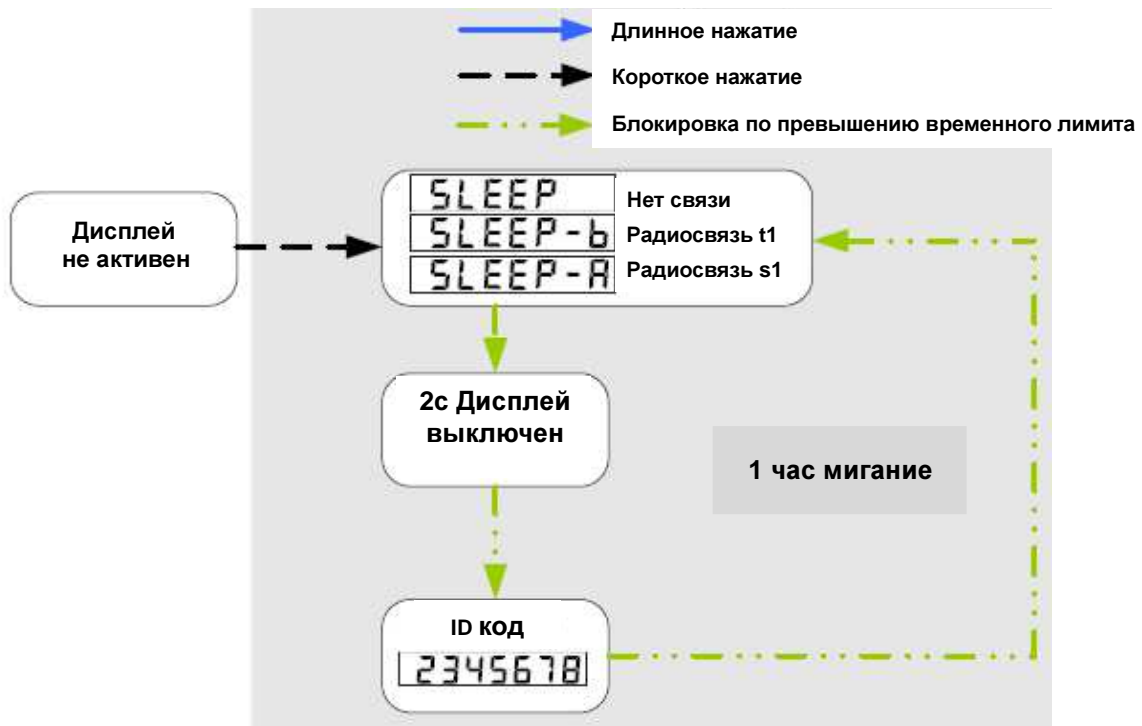 Длинное нажатие
Короткое нажатие
Блокировка по превышению временного лимита
Дисплей
не активен
SLEEP Нет связи
SLEEP-b Радиосвязь t1
SLEEP-A Радиосвязь s1
2с Дисплей
выключен
1 час мигание
ID код
2345678